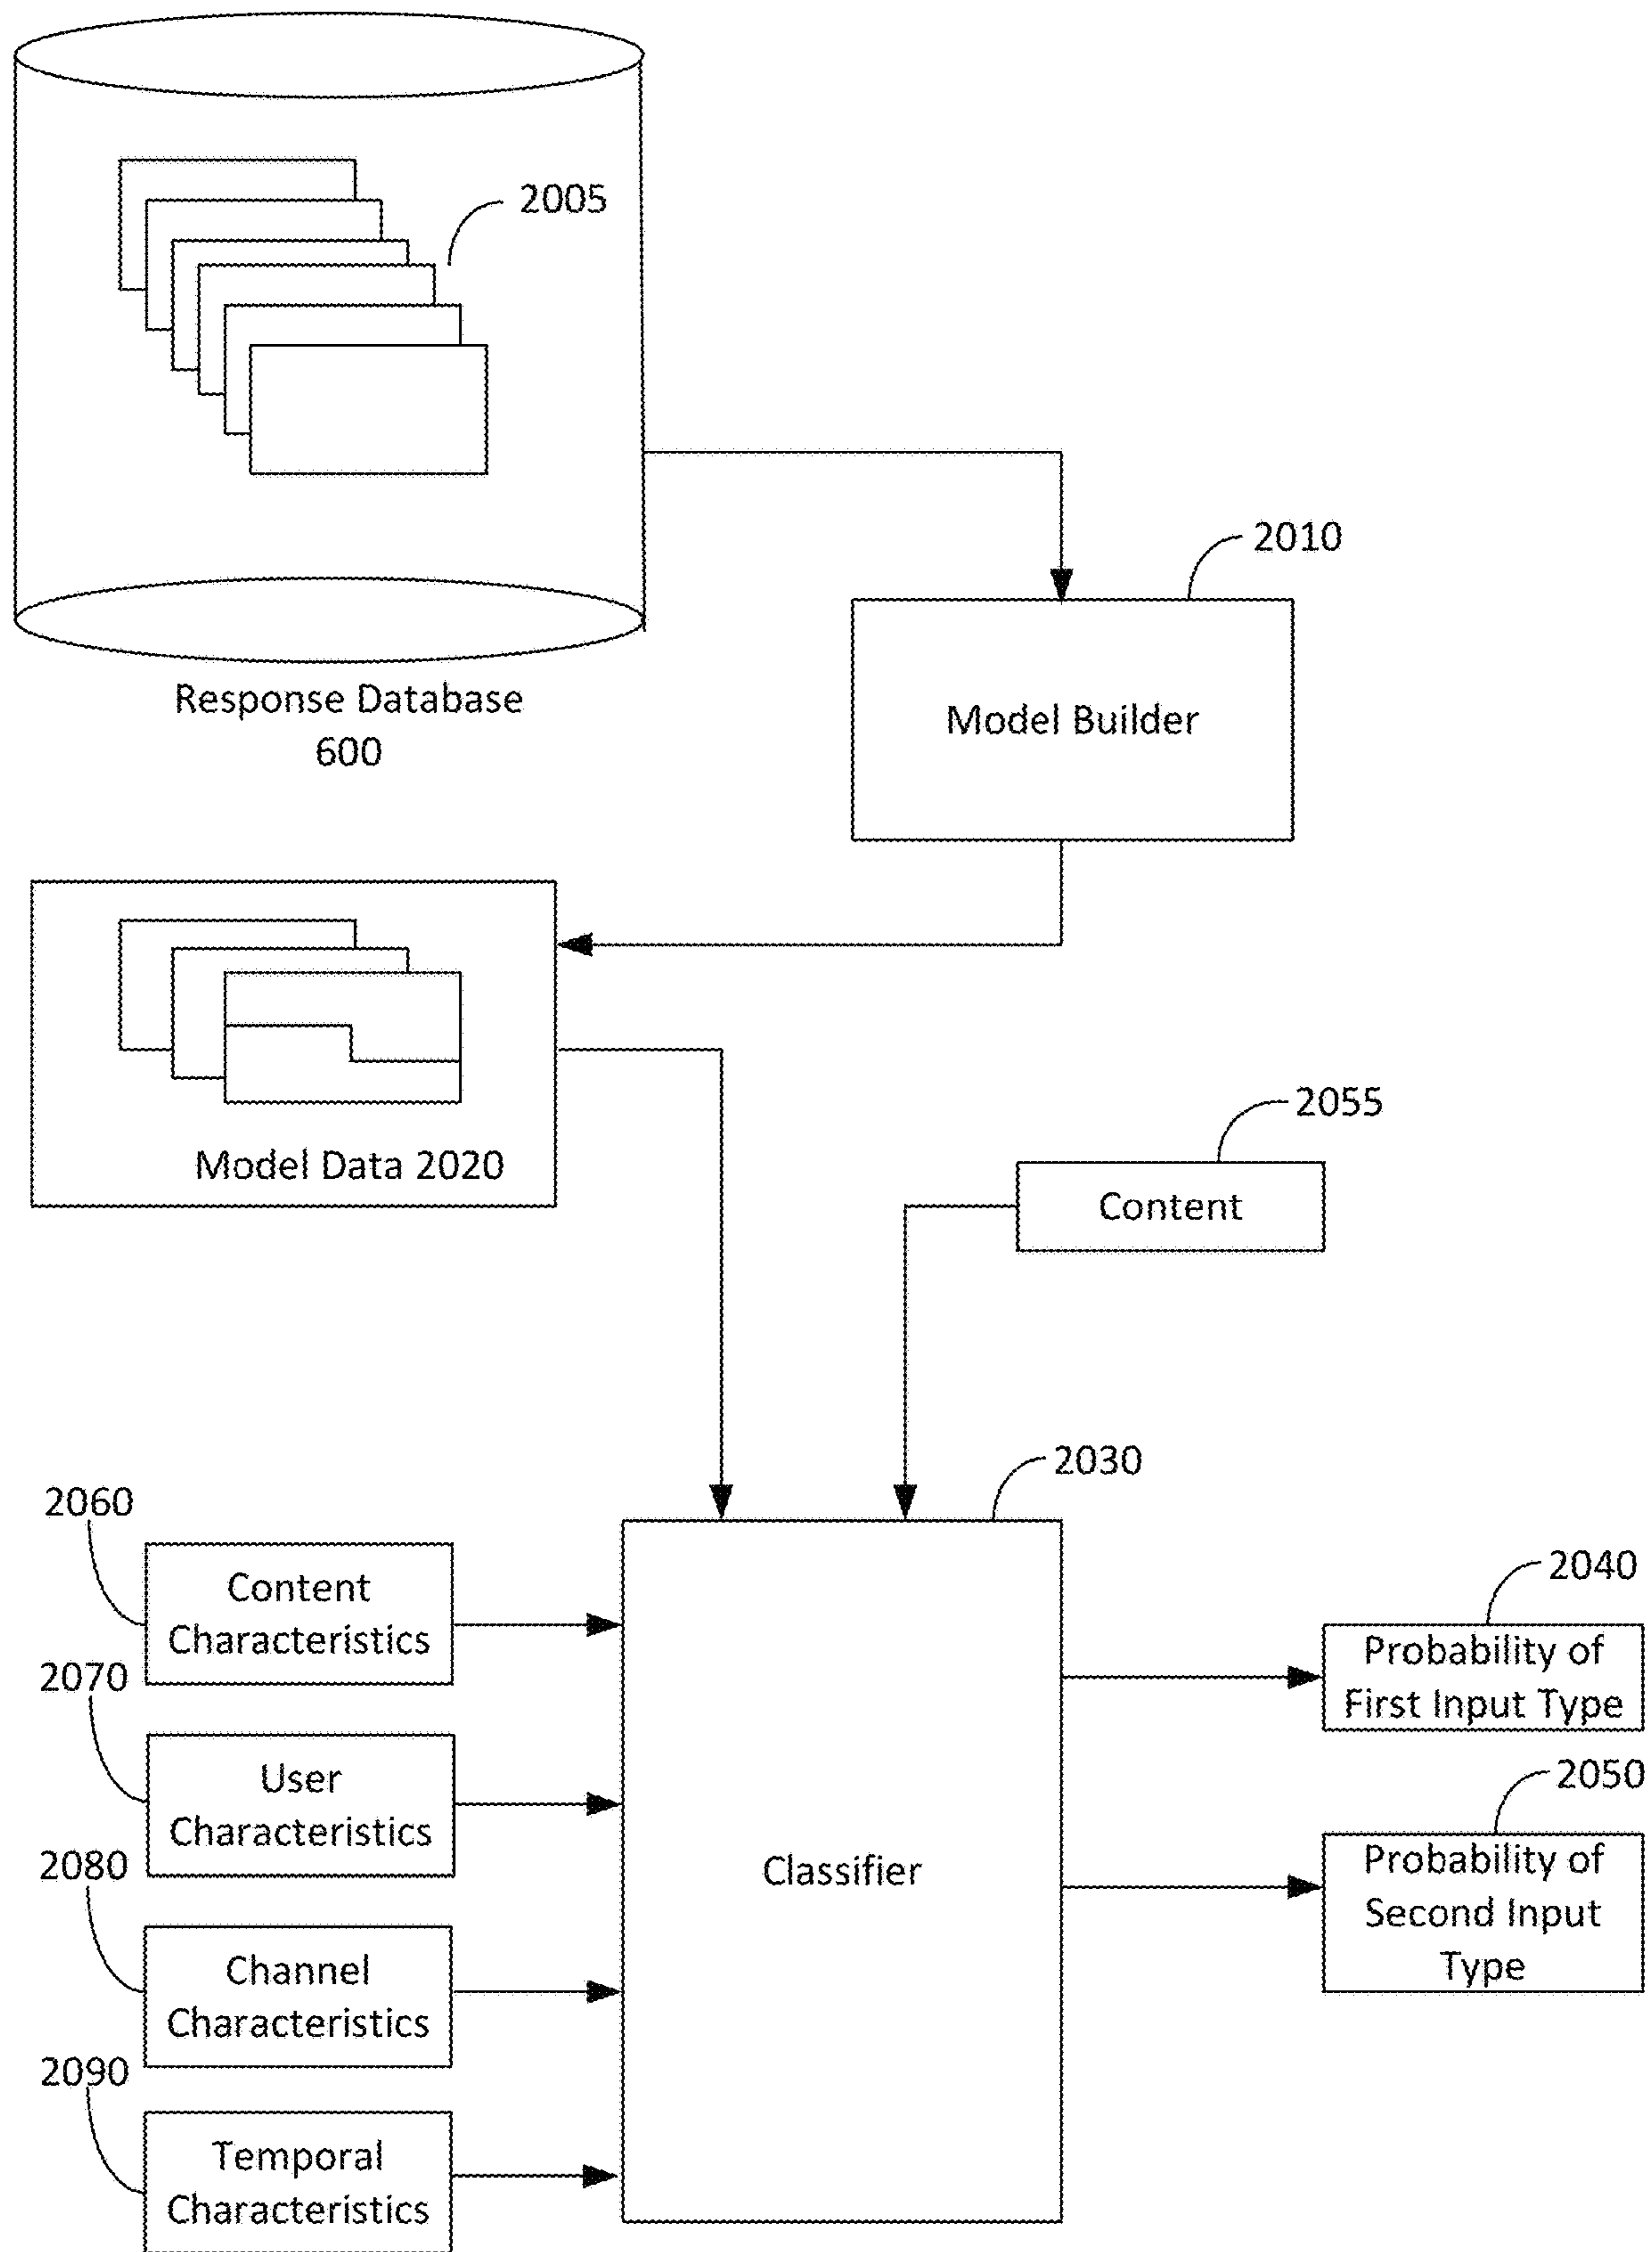 2005
Response Database
600
2010
Model Builder
Model Data 2020
2055
Content
2030
2060
Content
Characteristics
2070
User
Characteristics
2080
Channel
Characteristics
2090
Temporal
Characteristics
Classifier
2040
Probability of
First Input Type
2050
Probability of
Second Input
Type